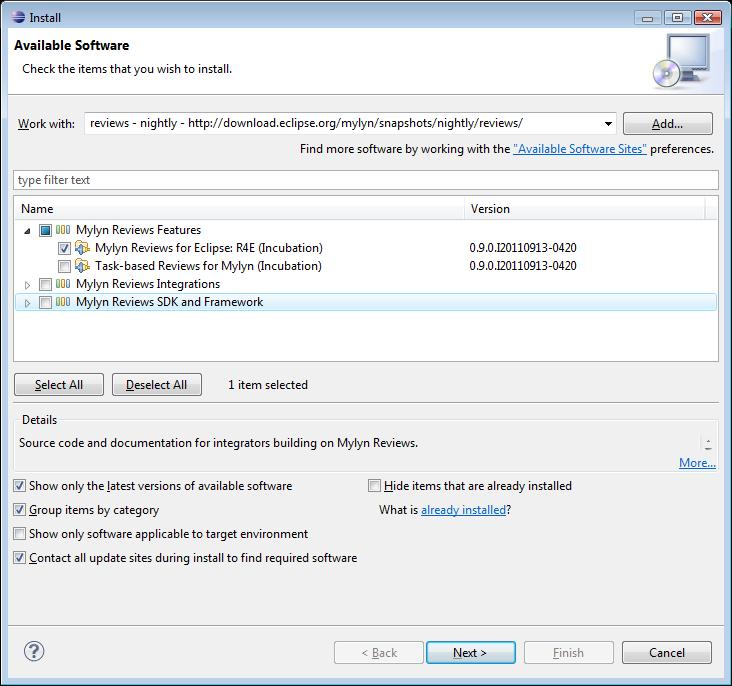 Install
Available Software
Check the items that you wish to install.
Work with: reviews - nightly - http://download.eclipse.org/mylyn/snapshots/nightly/reviews/ Add...
Find more software by working with the "Available Software Sites" preferences.
type filter text
Name Version
Mylyn Reviews Features
Mylyn Reviews for Eclipse: R4E (Incubation) 0.9.0.I20110913-0420
Task-based Reviews for Mylyn (Incubation) 0.9.0.I20110913-0420
Mylyn Reviews Integrations
Mylyn Reviews SDK and Framework
Select All Deselect All 1 item selected
Details
Source code and documentation for integrators building on Mylyn Reviews.
More...
Show only the latest versions of available software Hide items that are already installed
Group items by category What is already installed?
Show only software applicable to target environment
Contact all update sites during install to find required software
? < Back Next > Finish Cancel